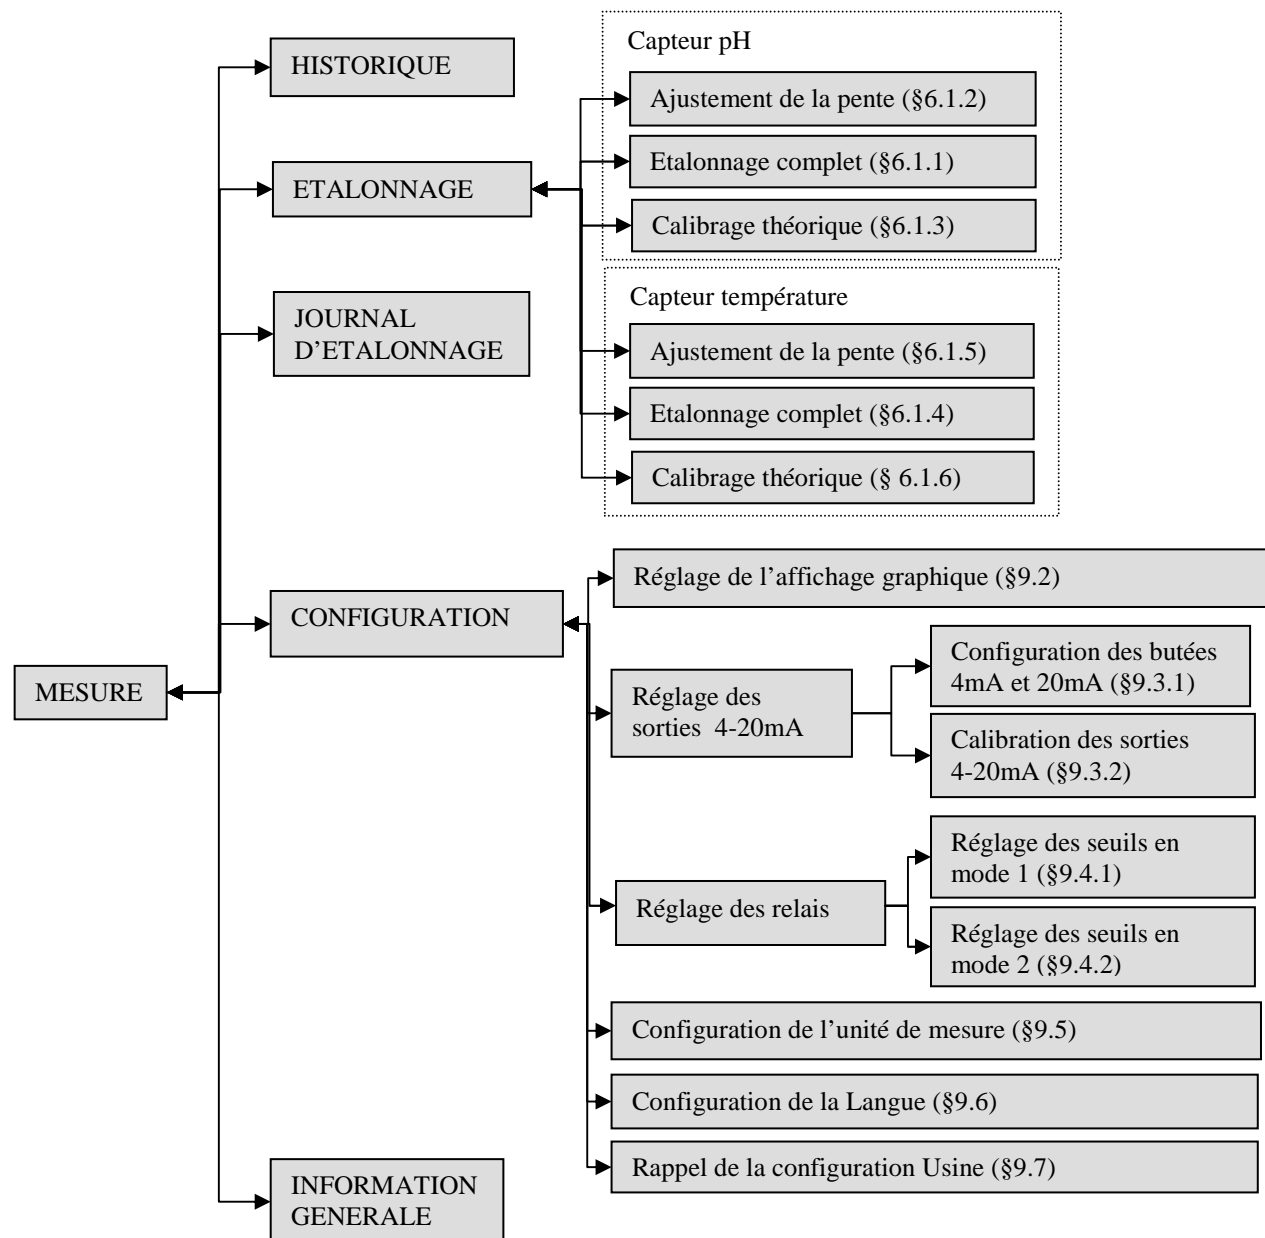 HISTORIQUE
ETALONNAGE
JOURNAL
D’ETALONNAGE
CONFIGURATION
MESURE
INFORMATION
GENERALE
Capteur pH
Ajustement de la pente (§6.1.2)
Etalonnage complet (§6.1.1)
Calibrage théorique (§6.1.3)
Capteur température
Ajustement de la pente (§6.1.5)
Etalonnage complet (§6.1.4)
Calibrage théorique (§ 6.1.6)
Réglage de l’affichage graphique (§9.2)
Réglage des
sorties 4-20mA
Configuration des butées
4mA et 20mA (§9.3.1)
Calibration des sorties
4-20mA (§9.3.2)
Réglage des relais
Réglage des seuils en
mode 1 (§9.4.1)
Réglage des seuils en
mode 2 (§9.4.2)
Configuration de l’unité de mesure (§9.5)
Configuration de la Langue (§9.6)
Rappel de la configuration Usine (§9.7)